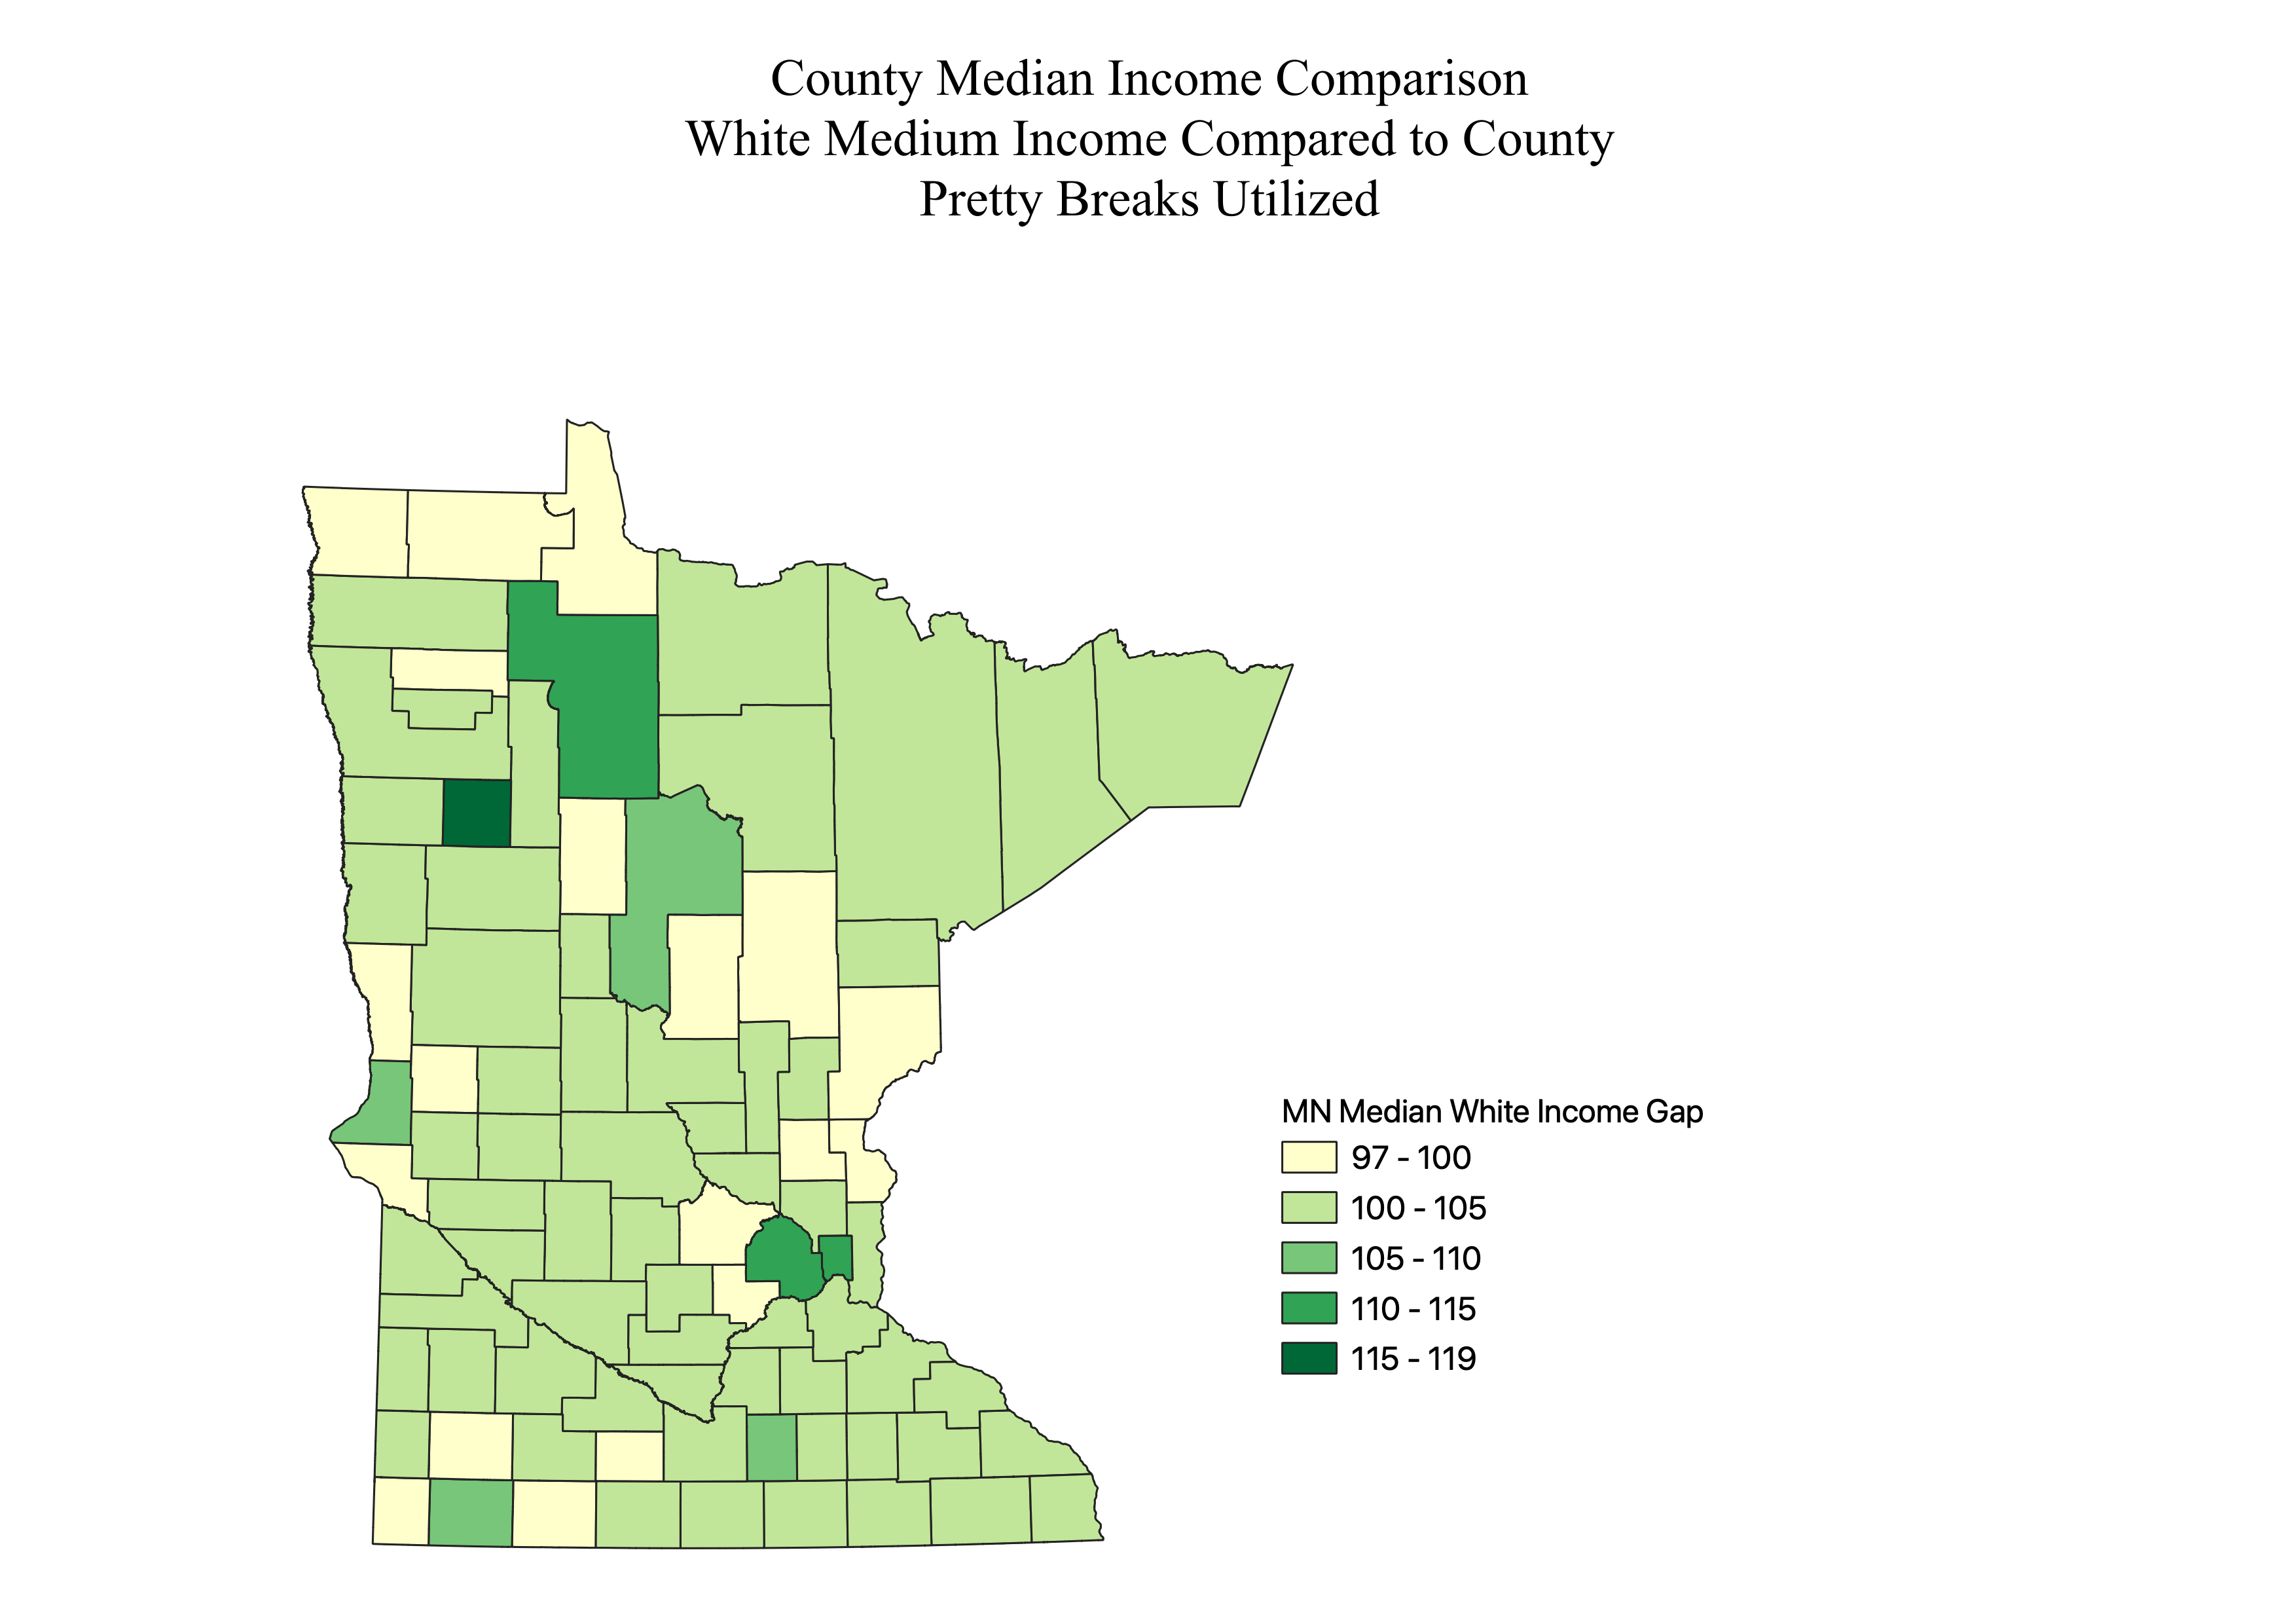 County Median Income Comparison
White Medium Income Compared to County
Pretty Breaks Utilized
MN Median White Income Gap
97 - 100
100 - 105
105 - 110
110 - 115
115 - 119